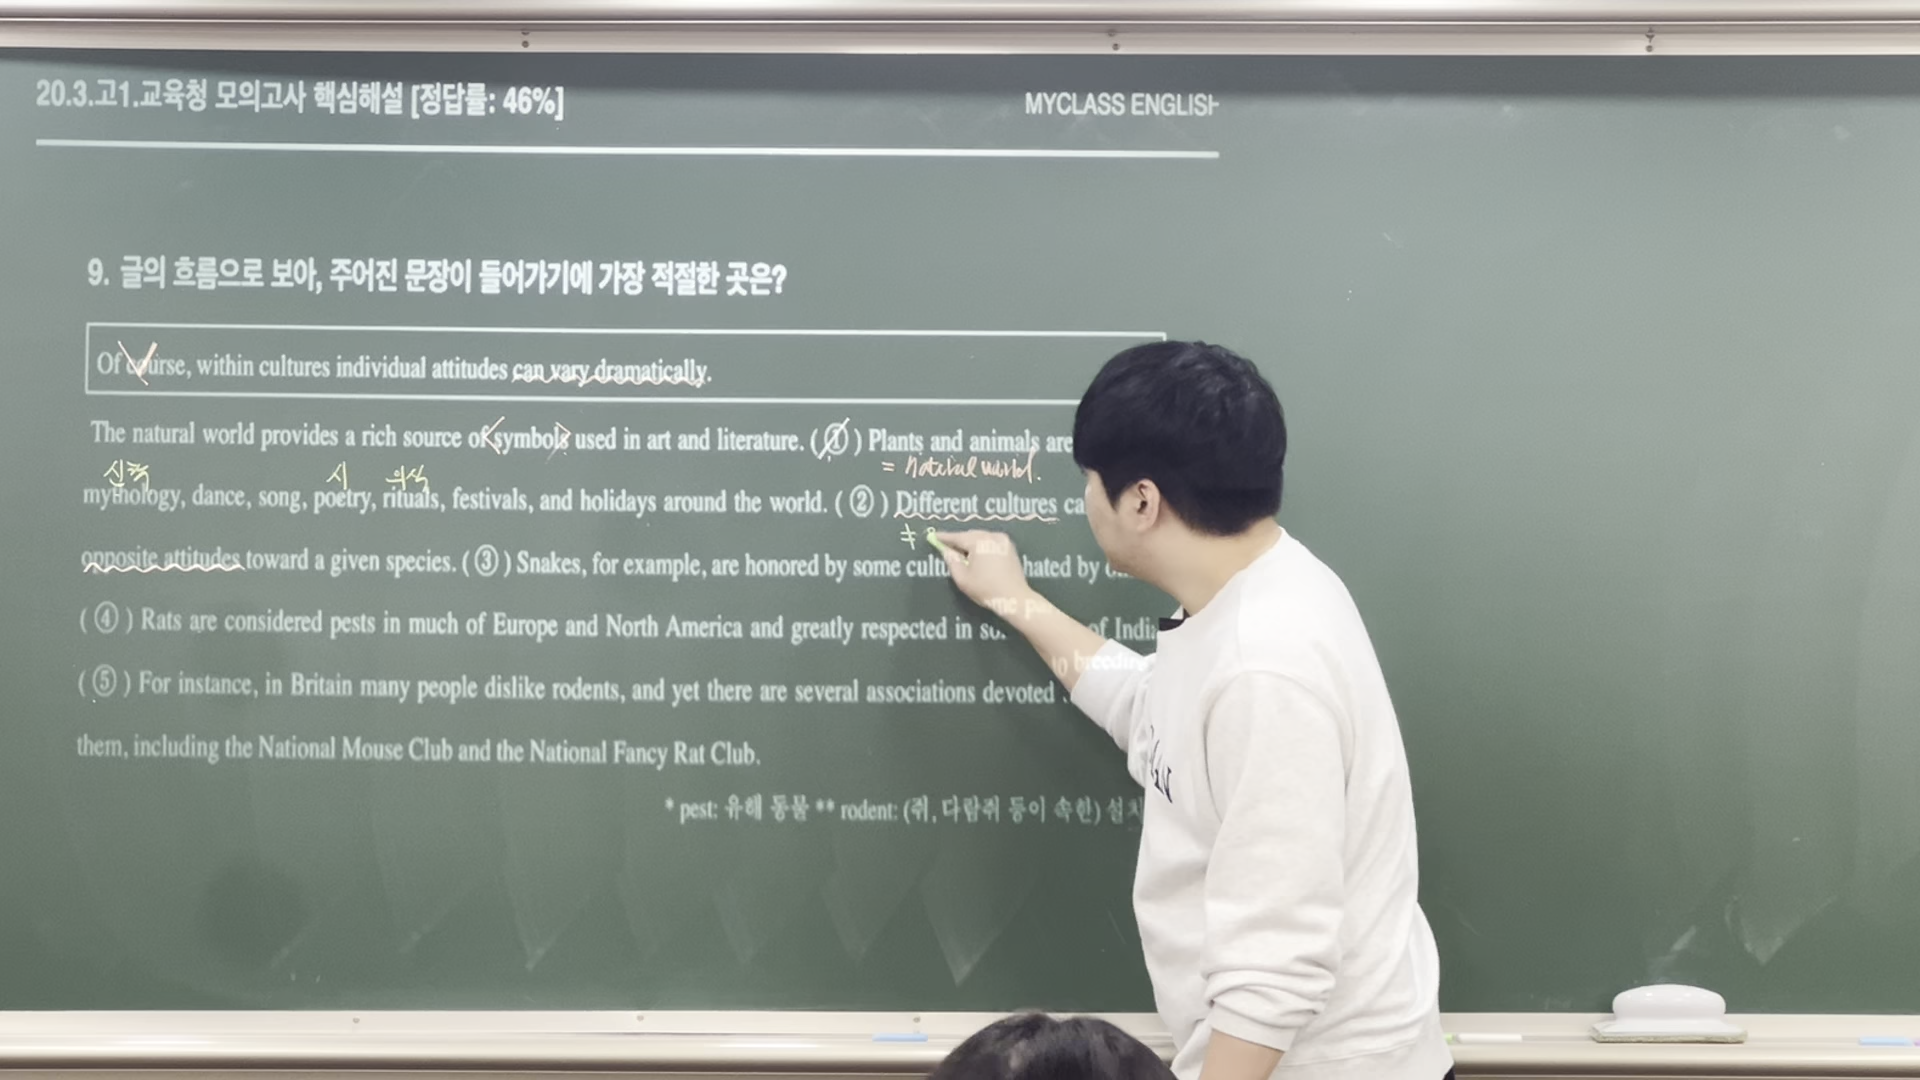 20.3.고1.교육청 모의고사 핵심해설 [정답률: 46%]
MYCLASS ENGLISH
9. 글의 흐름으로 보아, 주어진 문장이 들어가기에 가장 적절한 곳은?
Of course, within cultures individual attitudes can vary dramatically.
The natural world provides a rich source of symbols used in art and literature. ( ① ) Plants and animals are
신화 시 의식 = natural world.
mythology, dance, song, poetry, rituals, festivals, and holidays around the world. ( ② ) Different cultures
≠
opposite attitudes toward a given species. ( ③ ) Snakes, for example, are honored by some hated by
( ④ ) Rats are considered pests in much of Europe and North America and greatly respected in some of
( ⑤ ) For instance, in Britain many people dislike rodents, and yet there are several associations devoted to breeding
them, including the National Mouse Club and the National Fancy Rat Club.
* pest: 유해 동물 ** rodent: (쥐, 다람쥐 등이 속한)